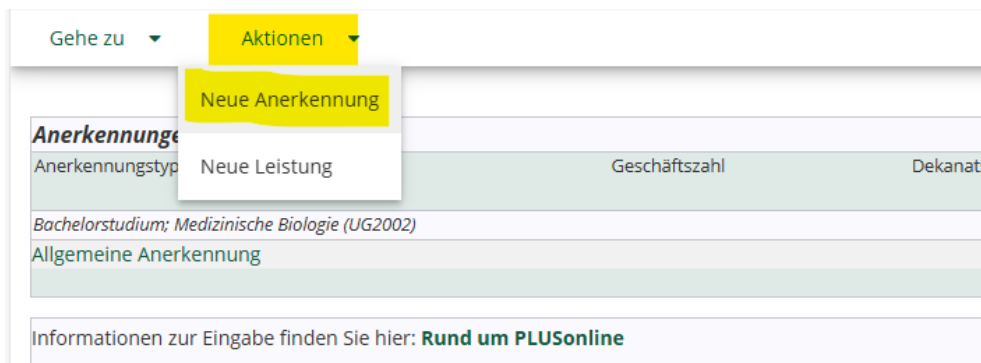 Gehe zu
Aktionen
Neue Anerkennung
Anerkennunge
Neue Leistung
Anerkennungstyp
Geschäftszahl
Dekanat
Bachelorstudium; Medizinische Biologie (UG2002)
Allgemeine Anerkennung
Informationen zur Eingabe finden Sie hier: Rund um PLUSonline